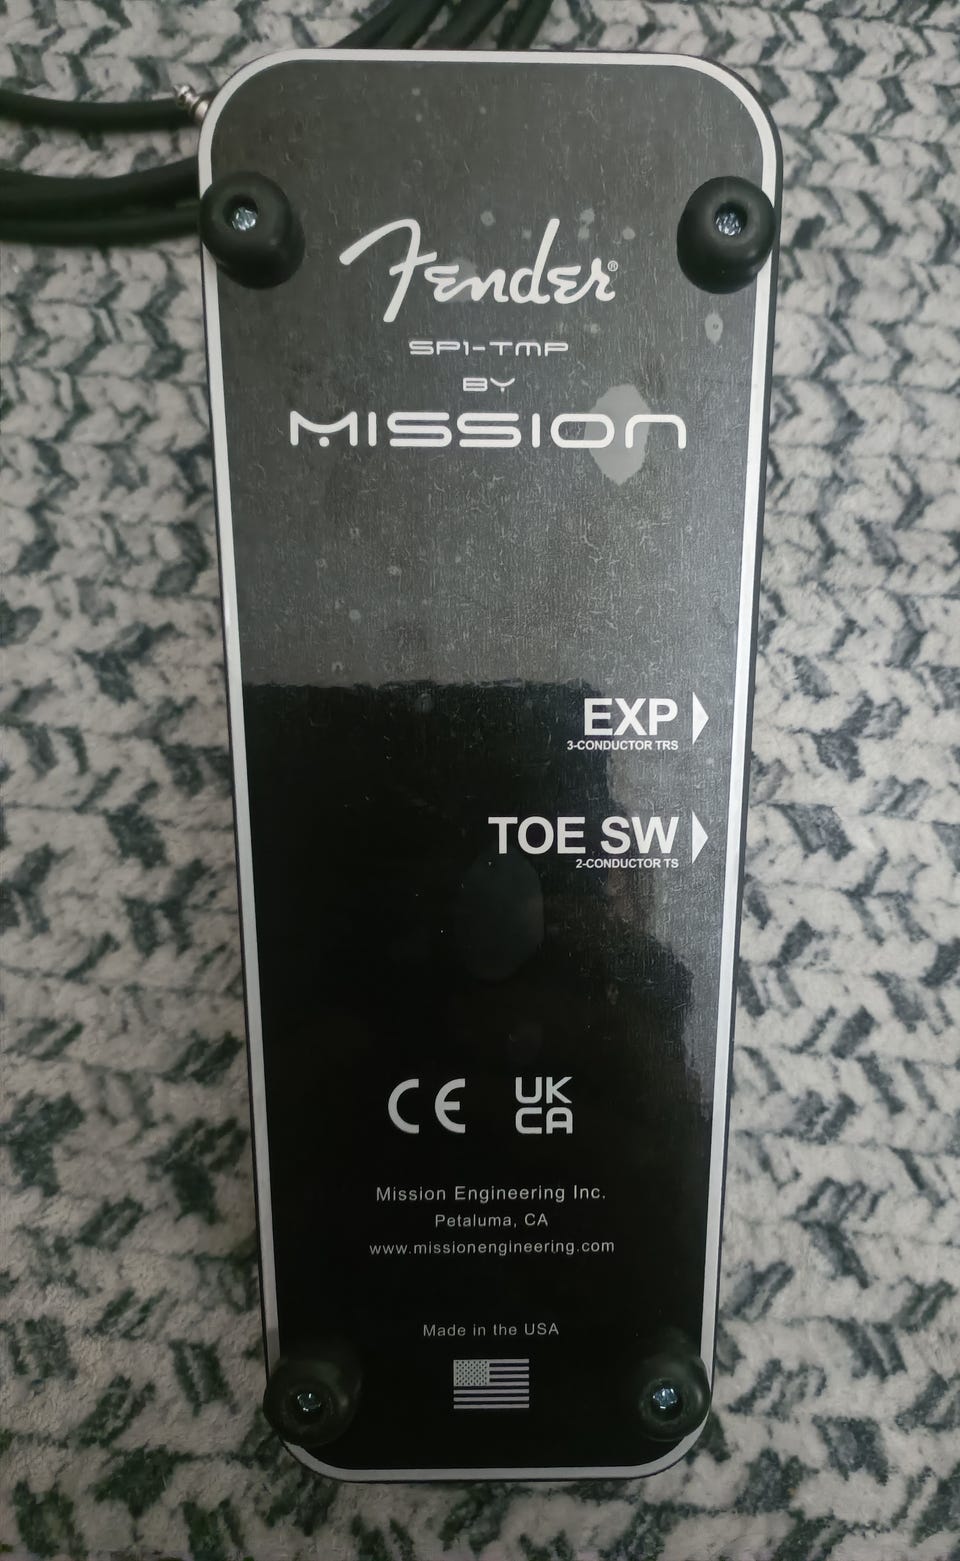 Fender®
SP1-TMP
BY
MISSION
EXP
3-CONDUCTOR TRS
TOE SW
2-CONDUCTOR TS
CE UK CA
Mission Engineering Inc.
Petaluma, CA
www.missionengineering.com
Made in the USA